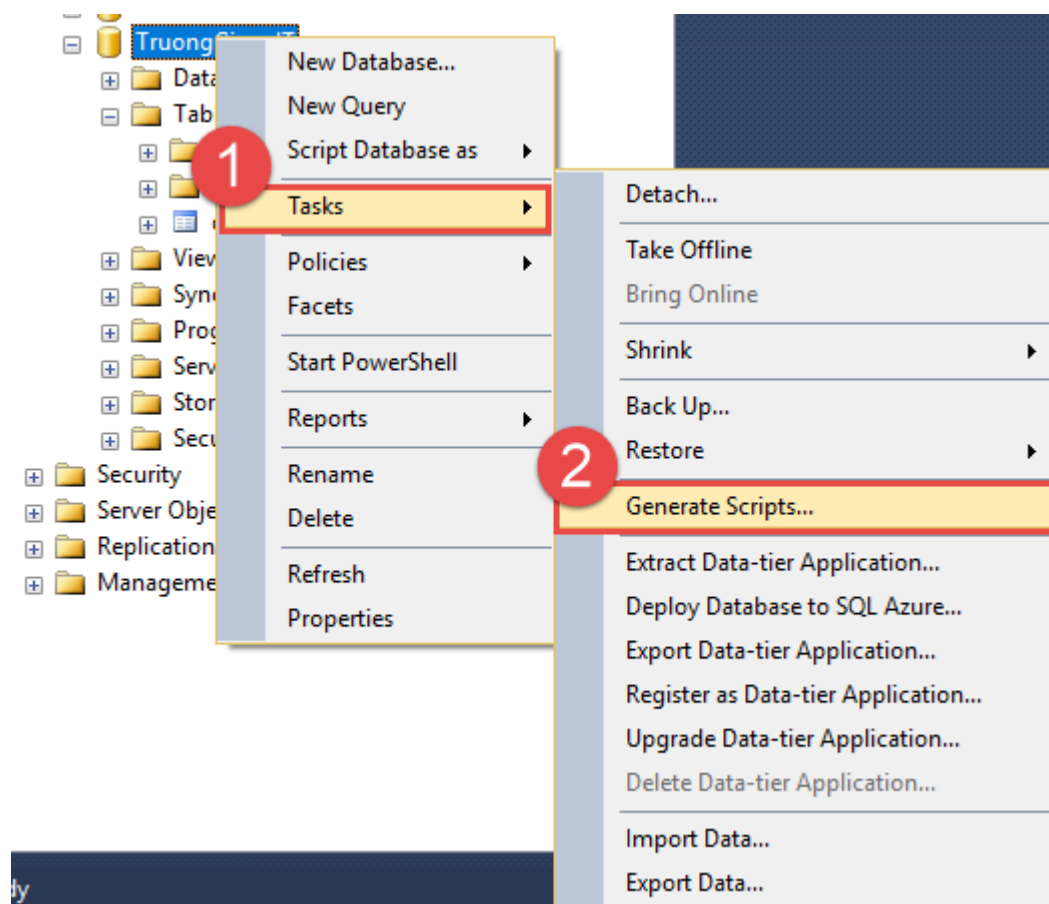 Truong
Data
Tab
View
Syn
Prog
Serv
Stor
Secu
Security
Server Obje
Replication
Manageme
New Database...
New Query
Script Database as
1
Tasks
Policies
Facets
Start PowerShell
Reports
Rename
Delete
Refresh
Properties
Detach...
Take Offline
Bring Online
Shrink
Back Up...
Restore
2
Generate Scripts...
Extract Data-tier Application...
Deploy Database to SQL Azure...
Export Data-tier Application...
Register as Data-tier Application...
Upgrade Data-tier Application...
Delete Data-tier Application...
Import Data...
Export Data...
dy